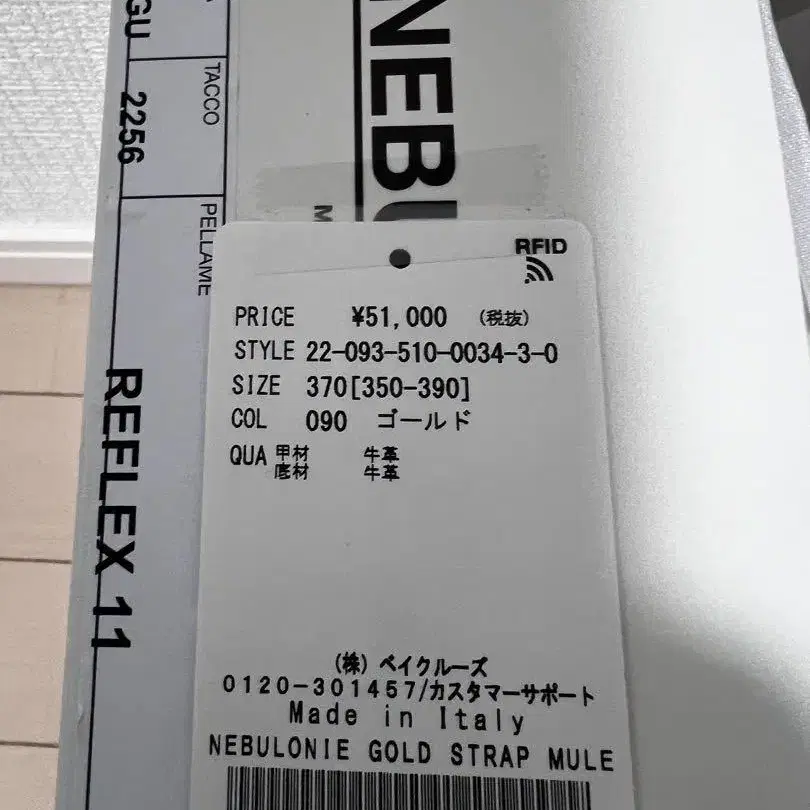 GU
TACCO
2256
PELLAME
REFLEX 11
NEBU
M
RFID
PRICE ¥51,000 (税抜)
STYLE 22-093-510-0034-3-0
SIZE 370[350-390]
COL 090 ゴールド
QUA 甲材 牛革
底材 牛革
(株)ベイクルーズ
0120-301457/カスタマーサポート
Made in Italy
NEBULONIE GOLD STRAP MULE